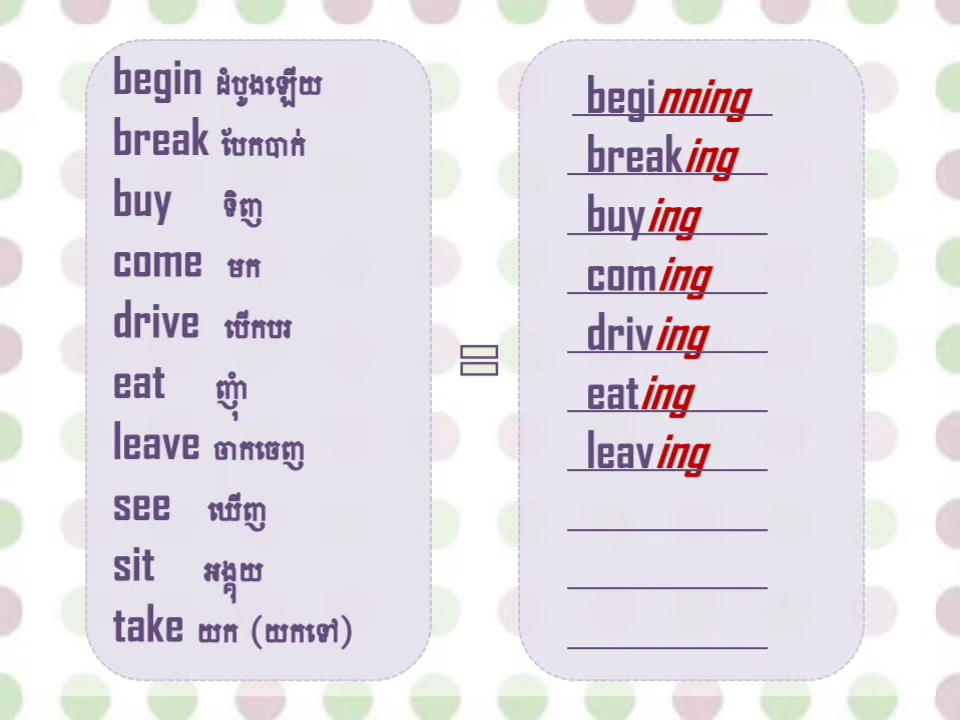 begin ដំបូងឡើយ
break បែកបាក់
buy ទិញ
come មក
drive បើកបរ
eat ញុំា
leave ចាកចេញ
see ឃើញ
sit អង្គុយ
take យក (យកទៅ)
=
beginning
breaking
buying
coming
driving
eating
leaving